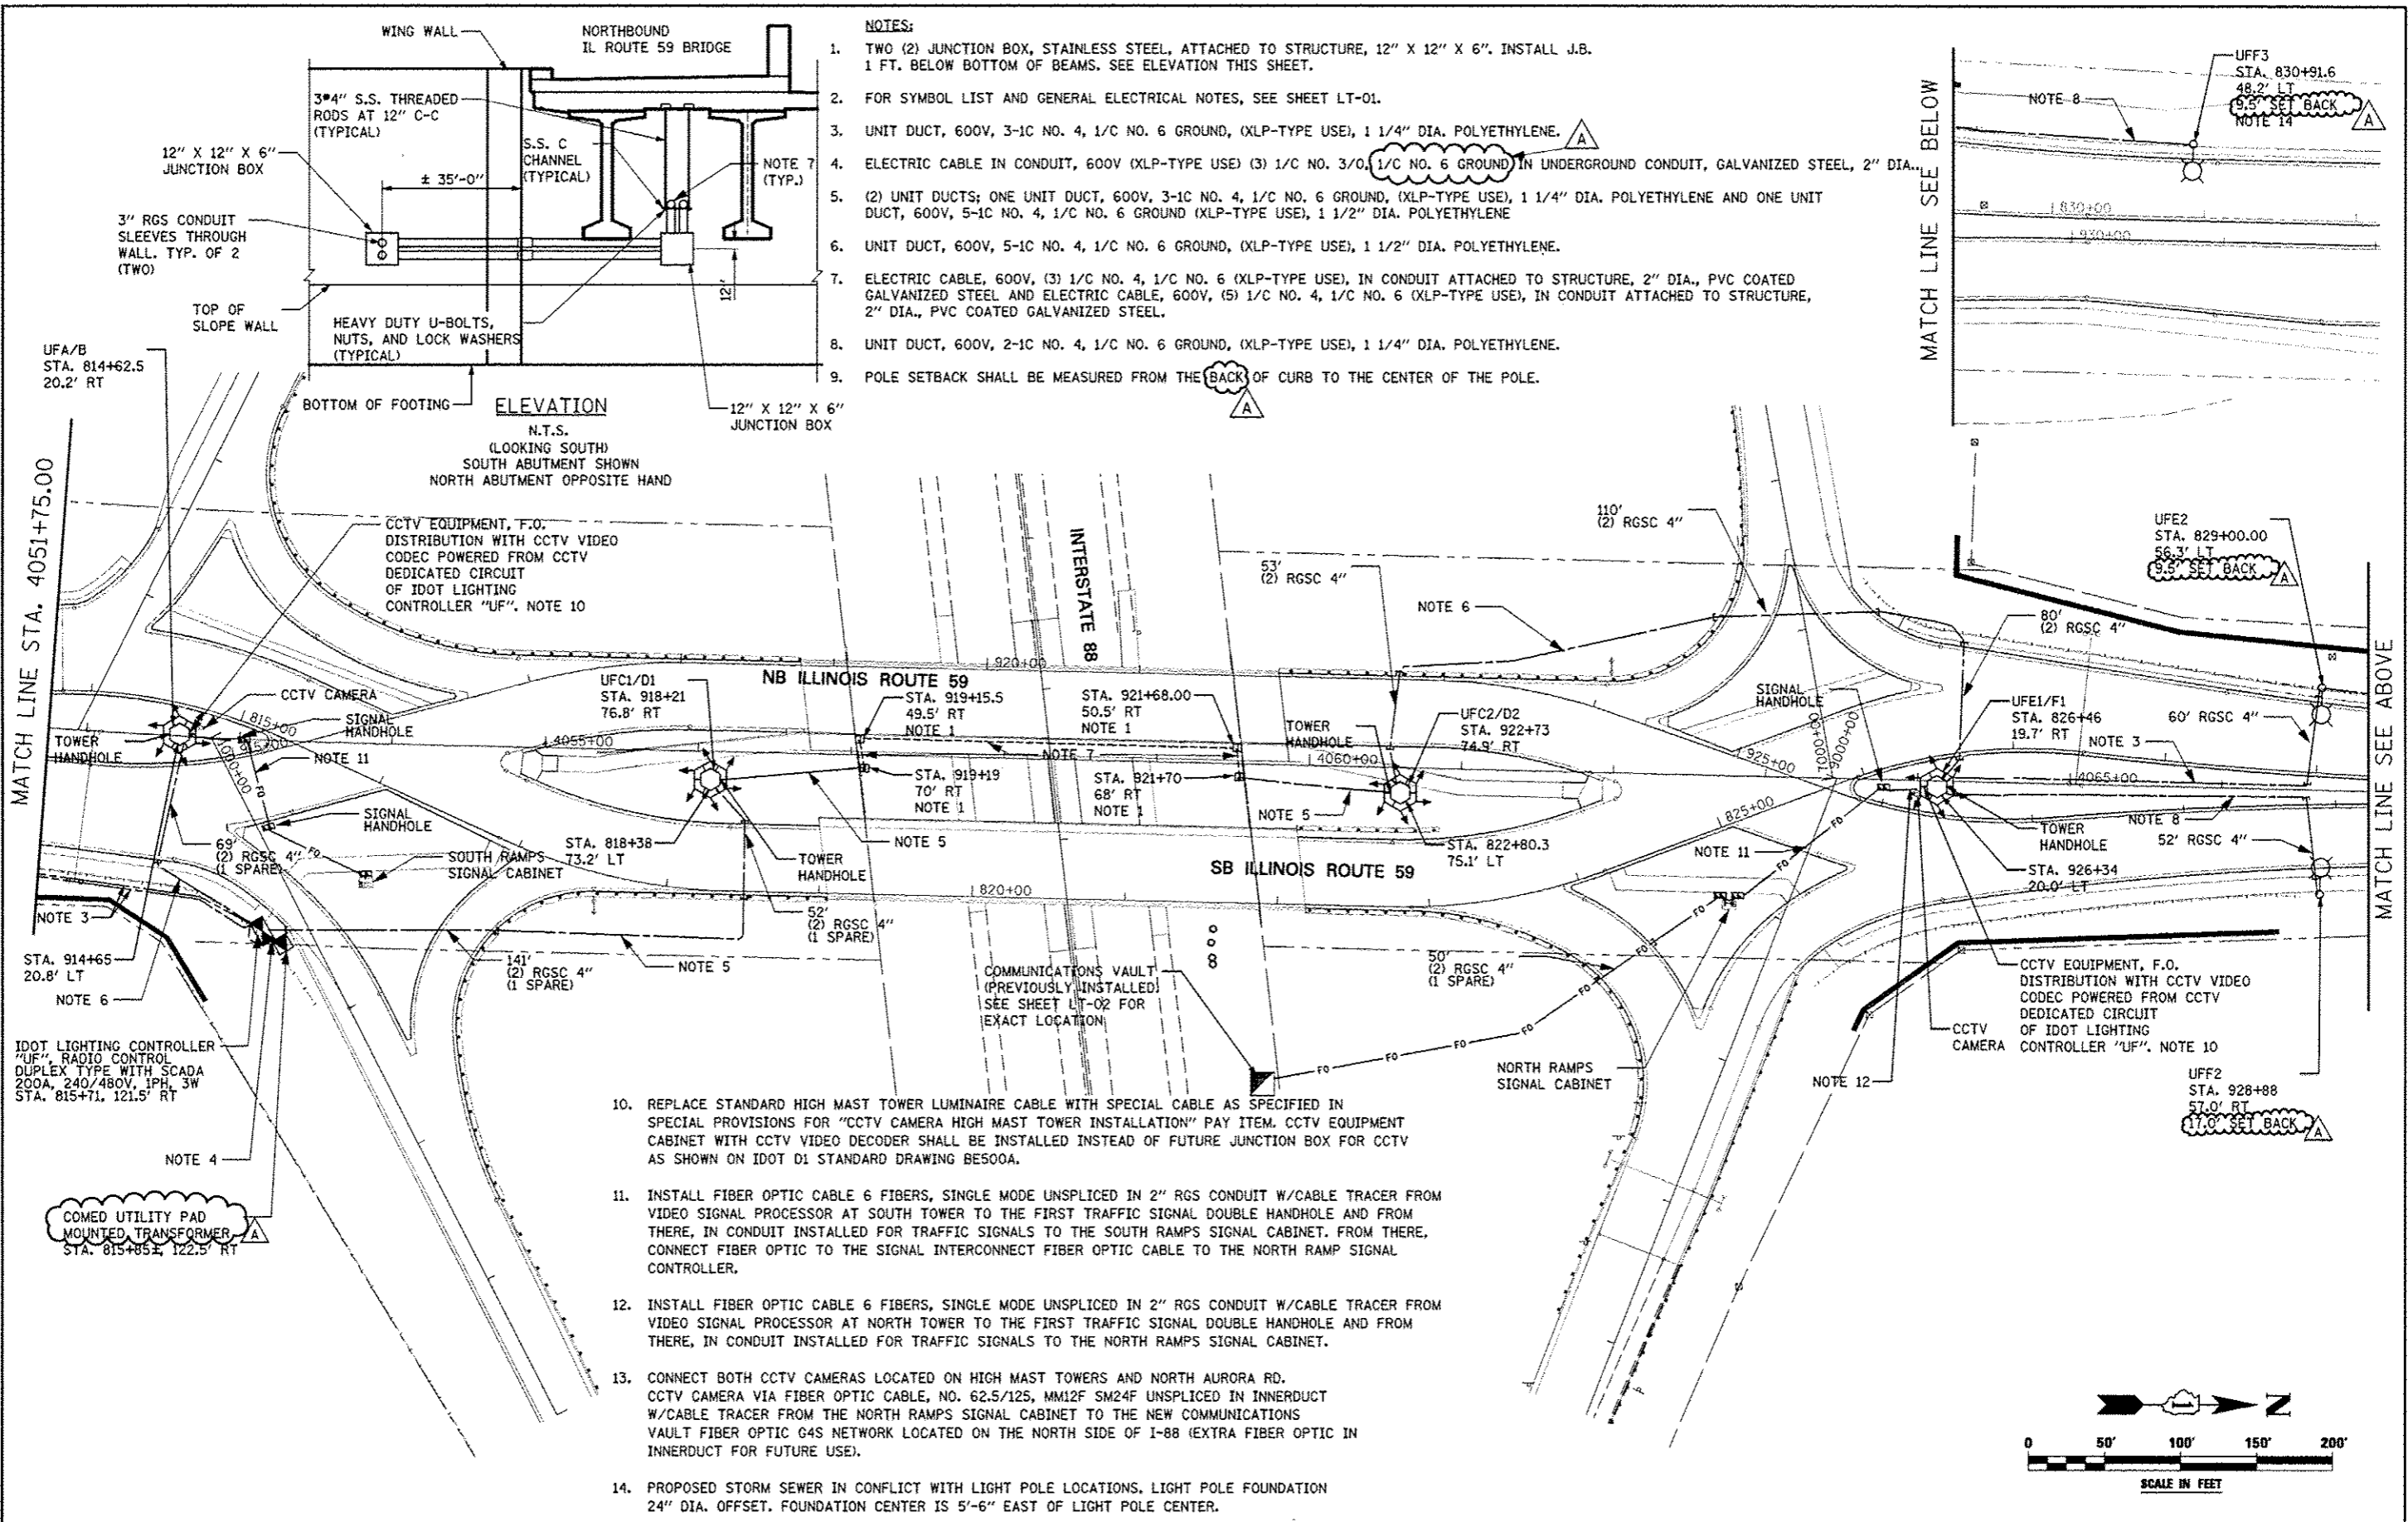 WING WALL
NORTHBOUND
IL ROUTE 59 BRIDGE
3"4" S.S. THREADED
RODS AT 12" C-C
(TYPICAL)
12" X 12" X 6"
JUNCTION BOX
S.S. C
CHANNEL
(TYPICAL)
NOTE 7
(TYP.)
± 35'-0"
3" RGS CONDUIT
SLEEVES THROUGH
WALL. TYP. OF 2
(TWO)
12"
TOP OF
SLOPE WALL
HEAVY DUTY U-BOLTS,
NUTS, AND LOCK WASHERS
(TYPICAL)
BOTTOM OF FOOTING
12" X 12" X 6"
JUNCTION BOX
ELEVATION
N.T.S.
(LOOKING SOUTH)
SOUTH ABUTMENT SHOWN
NORTH ABUTMENT OPPOSITE HAND
NOTES:
1. TWO (2) JUNCTION BOX, STAINLESS STEEL, ATTACHED TO STRUCTURE, 12" X 12" X 6". INSTALL J.B.
1 FT. BELOW BOTTOM OF BEAMS. SEE ELEVATION THIS SHEET.
2. FOR SYMBOL LIST AND GENERAL ELECTRICAL NOTES, SEE SHEET LT-01.
3. UNIT DUCT, 600V, 3-1C NO. 4, 1/C NO. 6 GROUND, (XLP-TYPE USE), 1 1/4" DIA. POLYETHYLENE.
A
4. ELECTRIC CABLE IN CONDUIT, 600V (XLP-TYPE USE) (3) 1/C NO. 3/0, 1/C NO. 6 GROUND IN UNDERGROUND CONDUIT, GALVANIZED STEEL, 2" DIA.
5. (2) UNIT DUCTS; ONE UNIT DUCT, 600V, 3-1C NO. 4, 1/C NO. 6 GROUND, (XLP-TYPE USE), 1 1/4" DIA. POLYETHYLENE AND ONE UNIT
DUCT, 600V, 5-1C NO. 4, 1/C NO. 6 GROUND (XLP-TYPE USE), 1 1/2" DIA. POLYETHYLENE
6. UNIT DUCT, 600V, 5-1C NO. 4, 1/C NO. 6 GROUND, (XLP-TYPE USE), 1 1/2" DIA. POLYETHYLENE.
7. ELECTRIC CABLE, 600V, (3) 1/C NO. 4, 1/C NO. 6 (XLP-TYPE USE), IN CONDUIT ATTACHED TO STRUCTURE, 2" DIA., PVC COATED
GALVANIZED STEEL AND ELECTRIC CABLE, 600V, (5) 1/C NO. 4, 1/C NO. 6 (XLP-TYPE USE), IN CONDUIT ATTACHED TO STRUCTURE,
2" DIA., PVC COATED GALVANIZED STEEL.
8. UNIT DUCT, 600V, 2-1C NO. 4, 1/C NO. 6 GROUND, (XLP-TYPE USE), 1 1/4" DIA. POLYETHYLENE.
9. POLE SETBACK SHALL BE MEASURED FROM THE BACK OF CURB TO THE CENTER OF THE POLE.
A
MATCH LINE SEE BELOW
UFF3
STA. 830+91.6
48.2' LT
9.5' SET BACK
NOTE 14
A
NOTE 8
830+00
930+00
UFA/B
STA. 814+62.5
20.2' RT
MATCH LINE STA. 4051+75.00
CCTV EQUIPMENT, F.O.
DISTRIBUTION WITH CCTV VIDEO
CODEC POWERED FROM CCTV
DEDICATED CIRCUIT
OF IDOT LIGHTING
CONTROLLER "UF". NOTE 10
INTERSTATE 88
110'
(2) RGSC 4"
53'
(2) RGSC 4"
NOTE 6
UFE2
STA. 829+00.00
56.3' LT
9.5' SET BACK
A
80'
(2) RGSC 4"
MATCH LINE SEE ABOVE
920+00
NB ILLINOIS ROUTE 59
CCTV CAMERA
815+00
915+00
SIGNAL
HANDHOLE
TOWER
HANDHOLE
NOTE 11
1000+00
UFC1/D1
STA. 918+21
76.8' RT
STA. 919+15.5
49.5' RT
NOTE 1
STA. 921+68.00
50.5' RT
NOTE 1
TOWER
HANDHOLE
UFC2/D2
STA. 922+73
74.9' RT
SIGNAL
HANDHOLE
UFE1/F1
STA. 826+46
19.7' RT
60' RGSC 4"
NOTE 3
4055+00
NOTE 7
4060+00
925+00
1000+00
5000+00
4065+00
STA. 919+19
70' RT
NOTE 1
STA. 921+70
68' RT
NOTE 1
NOTE 5
825+00
NOTE 8
FO
SIGNAL
HANDHOLE
69'
(2) RGSC 4"
(1 SPARE)
SOUTH RAMPS
SIGNAL CABINET
STA. 818+38
73.2' LT
TOWER
HANDHOLE
NOTE 5
STA. 822+80.3
75.1' LT
SB ILLINOIS ROUTE 59
820+00
NOTE 11
TOWER
HANDHOLE
52' RGSC 4"
STA. 926+34
20.0' LT
NOTE 3
STA. 914+65
20.8' LT
NOTE 6
141'
(2) RGSC 4"
(1 SPARE)
NOTE 5
52'
(2) RGSC 4"
(1 SPARE)
COMMUNICATIONS VAULT
(PREVIOUSLY INSTALLED)
SEE SHEET LT-02 FOR
EXACT LOCATION
50'
(2) RGSC 4"
(1 SPARE)
FO
FO
FO
FO
NORTH RAMPS
SIGNAL CABINET
NOTE 12
CCTV
CAMERA
CCTV EQUIPMENT, F.O.
DISTRIBUTION WITH CCTV VIDEO
CODEC POWERED FROM CCTV
DEDICATED CIRCUIT
OF IDOT LIGHTING
CONTROLLER "UF". NOTE 10
UFF2
STA. 928+88
57.0' RT
17.0' SET BACK
A
IDOT LIGHTING CONTROLLER
"UF", RADIO CONTROL
DUPLEX TYPE WITH SCADA
200A, 240/480V, 1PH, 3W
STA. 815+71, 121.5' RT
NOTE 4
COMED UTILITY PAD
MOUNTED TRANSFORMER
STA. 815+85±, 122.5' RT
A
10. REPLACE STANDARD HIGH MAST TOWER LUMINAIRE CABLE WITH SPECIAL CABLE AS SPECIFIED IN
SPECIAL PROVISIONS FOR "CCTV CAMERA HIGH MAST TOWER INSTALLATION" PAY ITEM. CCTV EQUIPMENT
CABINET WITH CCTV VIDEO DECODER SHALL BE INSTALLED INSTEAD OF FUTURE JUNCTION BOX FOR CCTV
AS SHOWN ON IDOT D1 STANDARD DRAWING BE500A.
11. INSTALL FIBER OPTIC CABLE 6 FIBERS, SINGLE MODE UNSPLICED IN 2" RGS CONDUIT W/CABLE TRACER FROM
VIDEO SIGNAL PROCESSOR AT SOUTH TOWER TO THE FIRST TRAFFIC SIGNAL DOUBLE HANDHOLE AND FROM
THERE, IN CONDUIT INSTALLED FOR TRAFFIC SIGNALS TO THE SOUTH RAMPS SIGNAL CABINET. FROM THERE,
CONNECT FIBER OPTIC TO THE SIGNAL INTERCONNECT FIBER OPTIC CABLE TO THE NORTH RAMP SIGNAL
CONTROLLER.
12. INSTALL FIBER OPTIC CABLE 6 FIBERS, SINGLE MODE UNSPLICED IN 2" RGS CONDUIT W/CABLE TRACER FROM
VIDEO SIGNAL PROCESSOR AT NORTH TOWER TO THE FIRST TRAFFIC SIGNAL DOUBLE HANDHOLE AND FROM
THERE, IN CONDUIT INSTALLED FOR TRAFFIC SIGNALS TO THE NORTH RAMPS SIGNAL CABINET.
13. CONNECT BOTH CCTV CAMERAS LOCATED ON HIGH MAST TOWERS AND NORTH AURORA RD.
CCTV CAMERA VIA FIBER OPTIC CABLE, NO. 62.5/125, MM12F SM24F UNSPLICED IN INNERDUCT
W/CABLE TRACER FROM THE NORTH RAMPS SIGNAL CABINET TO THE NEW COMMUNICATIONS
VAULT FIBER OPTIC G4S NETWORK LOCATED ON THE NORTH SIDE OF I-88 (EXTRA FIBER OPTIC IN
INNERDUCT FOR FUTURE USE).
14. PROPOSED STORM SEWER IN CONFLICT WITH LIGHT POLE LOCATIONS. LIGHT POLE FOUNDATION
24" DIA. OFFSET. FOUNDATION CENTER IS 5'-6" EAST OF LIGHT POLE CENTER.
N
0 50' 100' 150' 200'
SCALE IN FEET